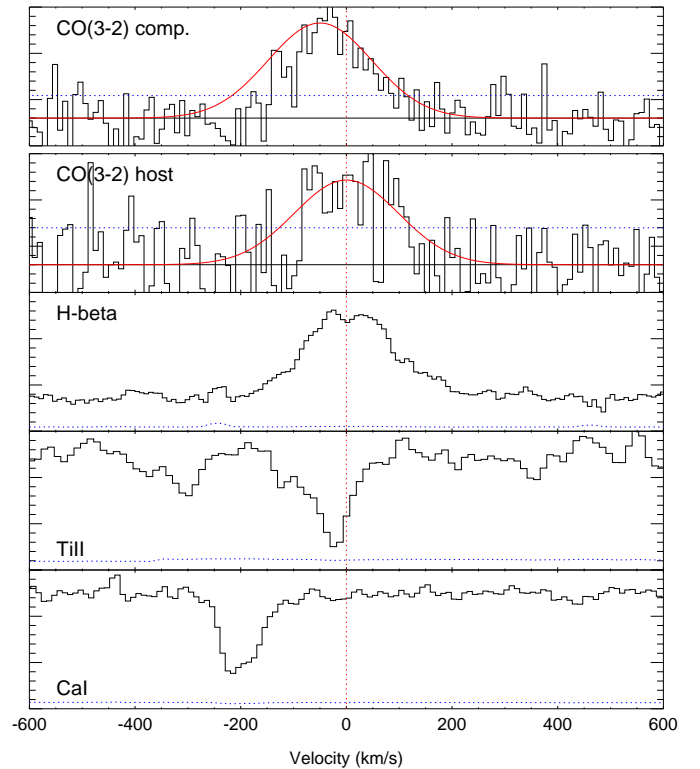 CO(3-2) comp.
CO(3-2) host
H-beta
TiII
CaI
-600 -400 -200 0 200 400 600
Velocity (km/s)